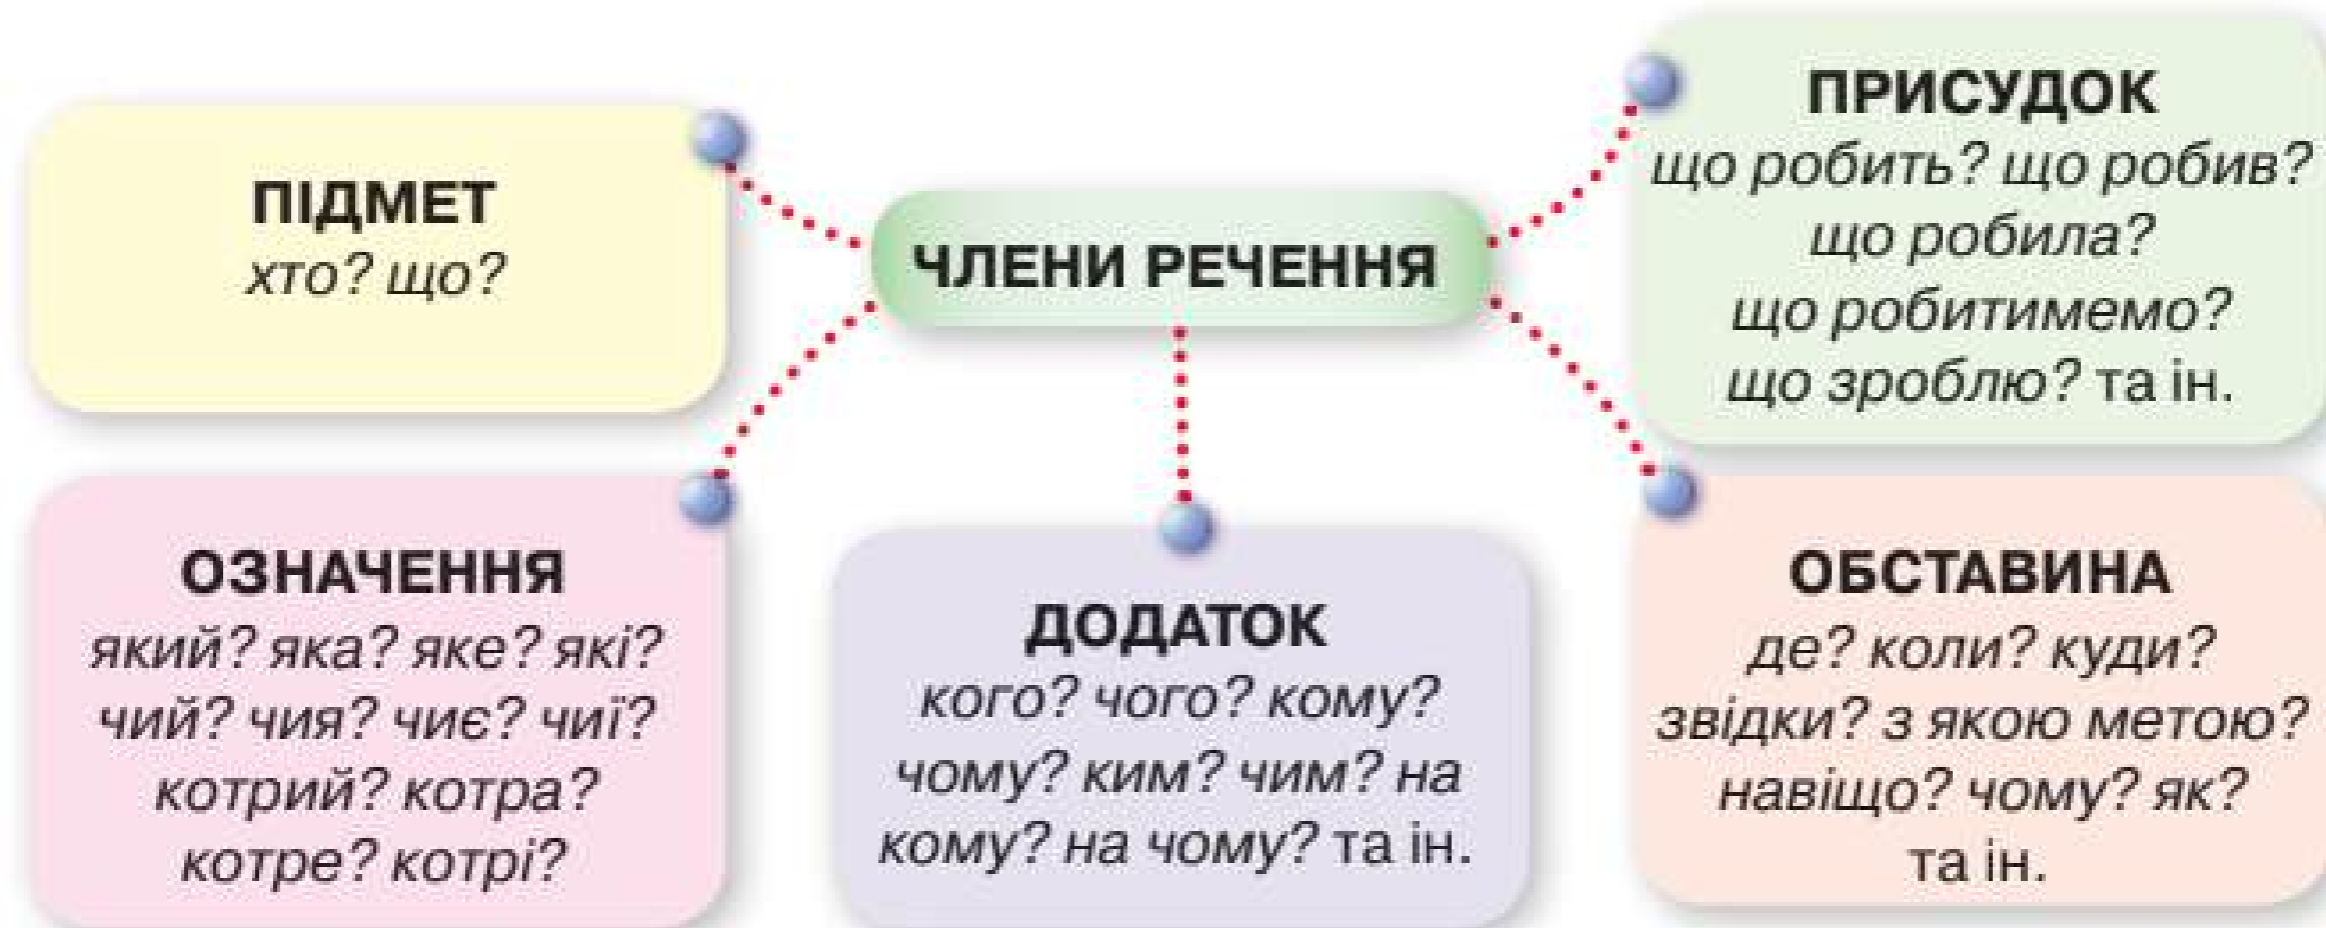 ЧЛЕНИ РЕЧЕННЯ
ПІДМЕТ
хто? що?
ПРИСУДОК
що робить? що робив?
що робила?
що робитимемо?
що зроблю? та ін.
ОЗНАЧЕННЯ
який? яка? яке? які?
чий? чия? чиє? чиї?
котрий? котра?
котре? котрі?
ДОДАТОК
кого? чого? кому?
чому? ким? чим? на
кому? на чому? та ін.
ОБСТАВИНА
де? коли? куди?
звідки? з якою метою?
навіщо? чому? як?
та ін.